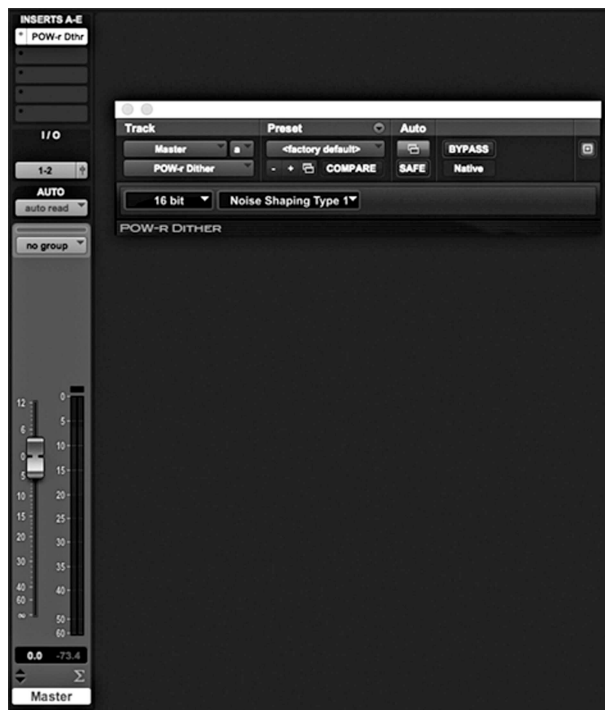 INSERTS A-E
POW-r Dthr
I / O
1-2
AUTO
auto read
no group
12
6
0
5
10
15
20
30
40
60
∞
0
5
10
15
20
25
30
35
40
50
60
0.0 -73.4
Σ
Master
Track Preset Auto
Master a <factory default> BYPASS
POW-r Dither - + COMPARE SAFE Native
16 bit Noise Shaping Type 1
POW-R DITHER